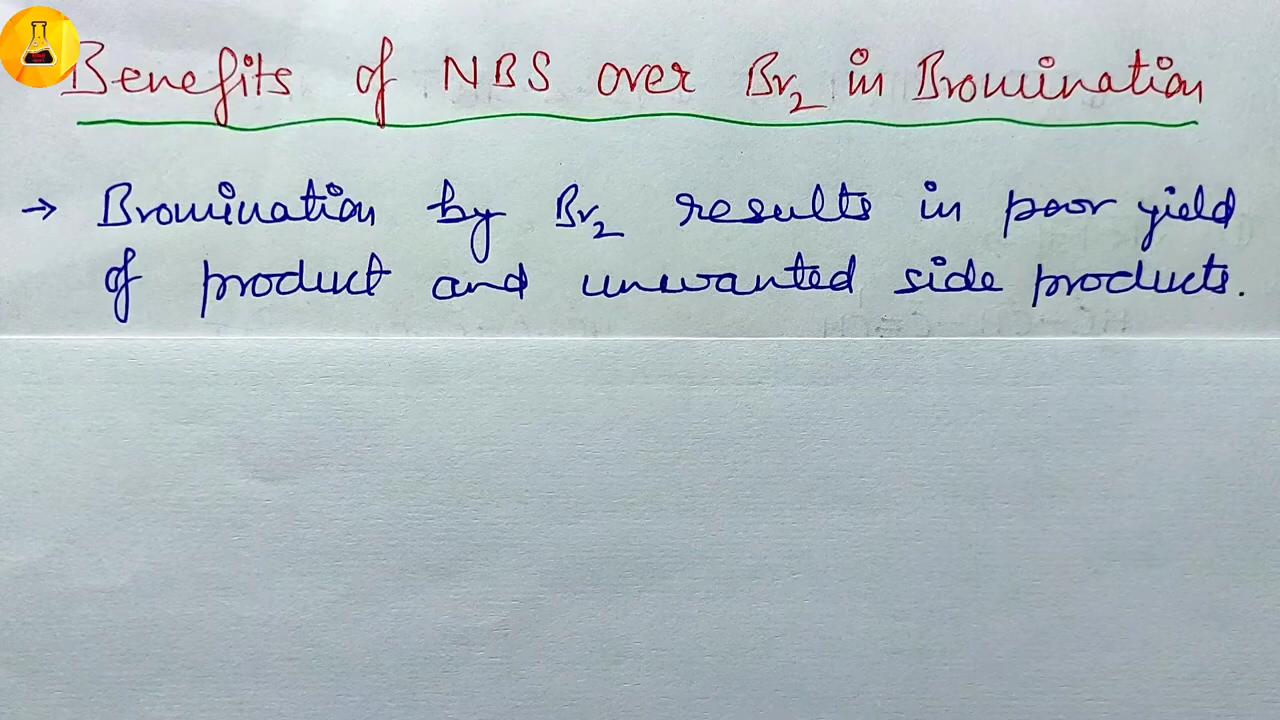 Benefits of NBS over Br₂ in Bromination
→ Bromination by Br₂ results in poor yield
of product and unwanted side products.